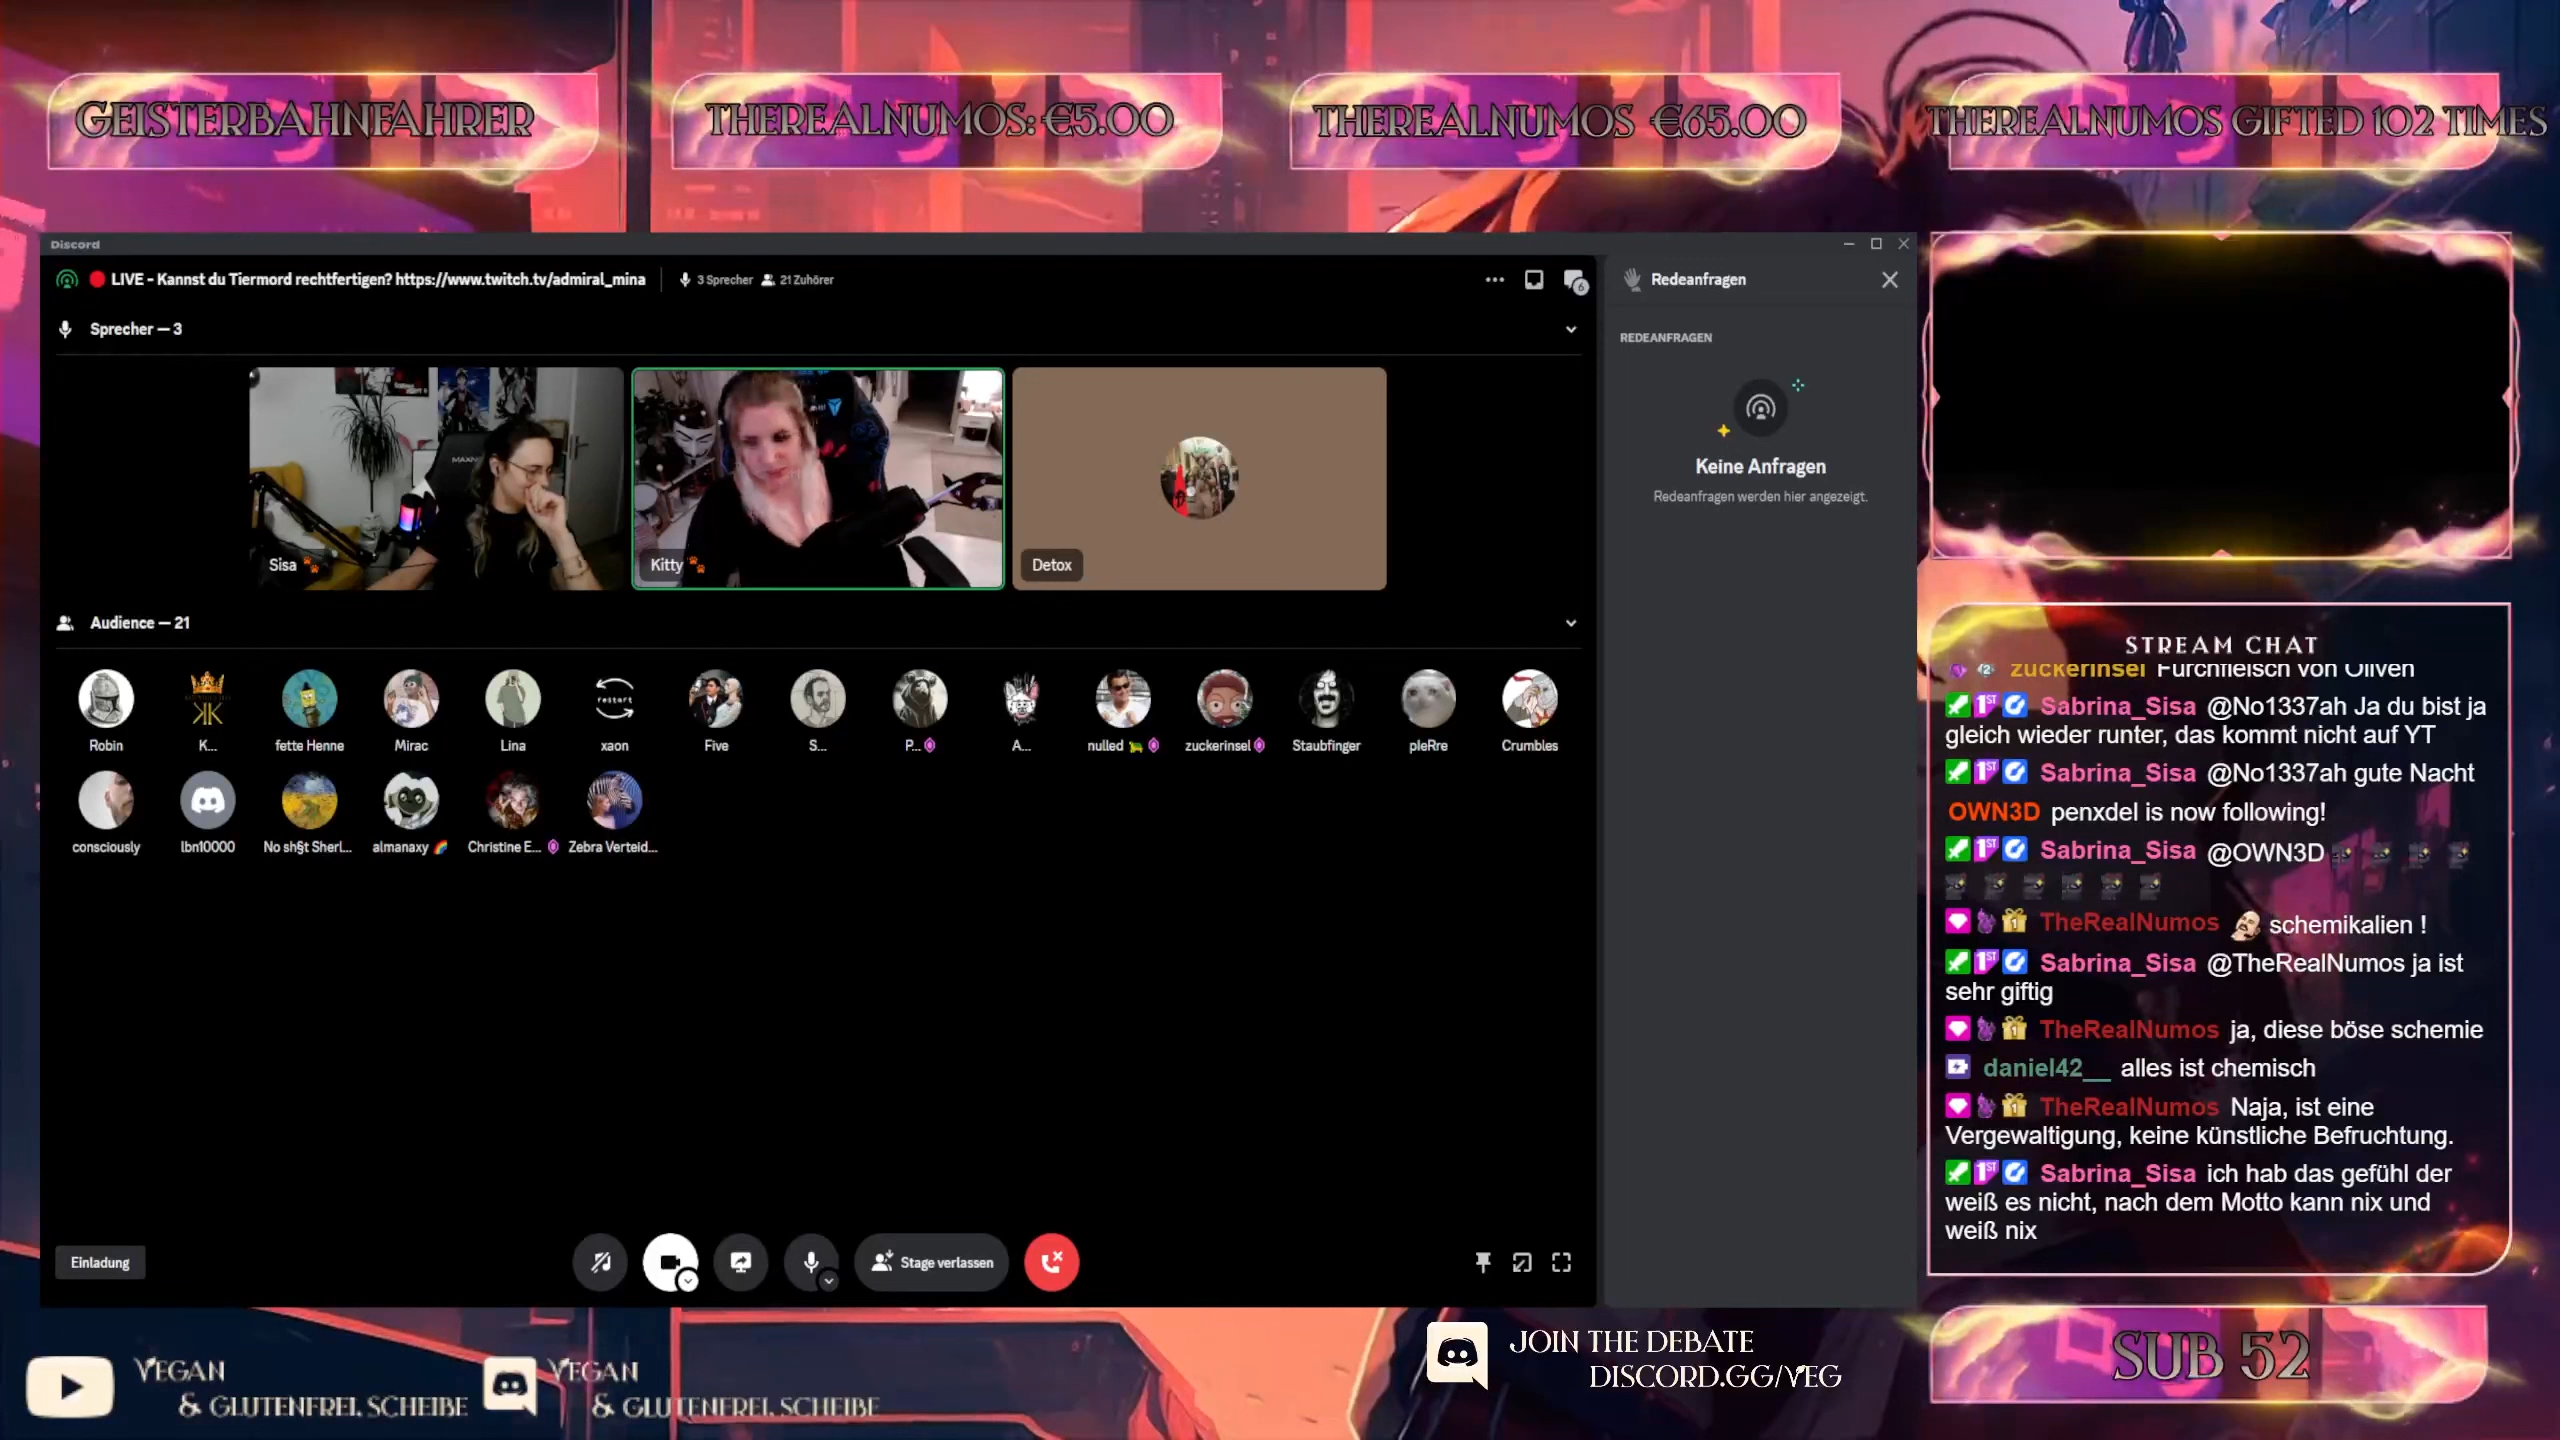 GEISTERBAHNFAHRER
THEREALNUMOS: €5.00
THEREALNUMOS €65.00
THEREALNUMOS GIFTED 102 TIMES
Discord
LIVE - Kannst du Tiermord rechtfertigen? https://www.twitch.tv/admiral_mina
3 Sprecher
21 Zuhörer
6
Redeanfragen
Sprecher — 3
REDEANFRAGEN
Keine Anfragen
Redeanfragen werden hier angezeigt.
Sisa
Kitty
Detox
Audience — 21
restart
Robin
K...
fette Henne
Mirac
Lina
xaon
Five
S...
P...
A...
nulled
zuckerinsel
Staubfinger
pIeRre
Crumbles
consciously
lbn10000
No sh§t Sherl...
almanaxy
Christine E...
Zebra Verteid...
Einladung
Stage verlassen
STREAM CHAT
zuckerinsel Furchfleisch von Oliven
Sabrina_Sisa @No1337ah Ja du bist ja
gleich wieder runter, das kommt nicht auf YT
Sabrina_Sisa @No1337ah gute Nacht
OWN3D penxdel is now following!
Sabrina_Sisa @OWN3D
TheRealNumos schemikalien !
Sabrina_Sisa @TheRealNumos ja ist
sehr giftig
TheRealNumos ja, diese böse schemie
daniel42__ alles ist chemisch
TheRealNumos Naja, ist eine
Vergewaltigung, keine künstliche Befruchtung.
Sabrina_Sisa ich hab das gefühl der
weiß es nicht, nach dem Motto kann nix und
weiß nix
VEGAN
& GLUTENFREI, SCHEIBE
VEGAN
& GLUTENFREI, SCHEIBE
JOIN THE DEBATE
DISCORD.GG/VEG
SUB 52